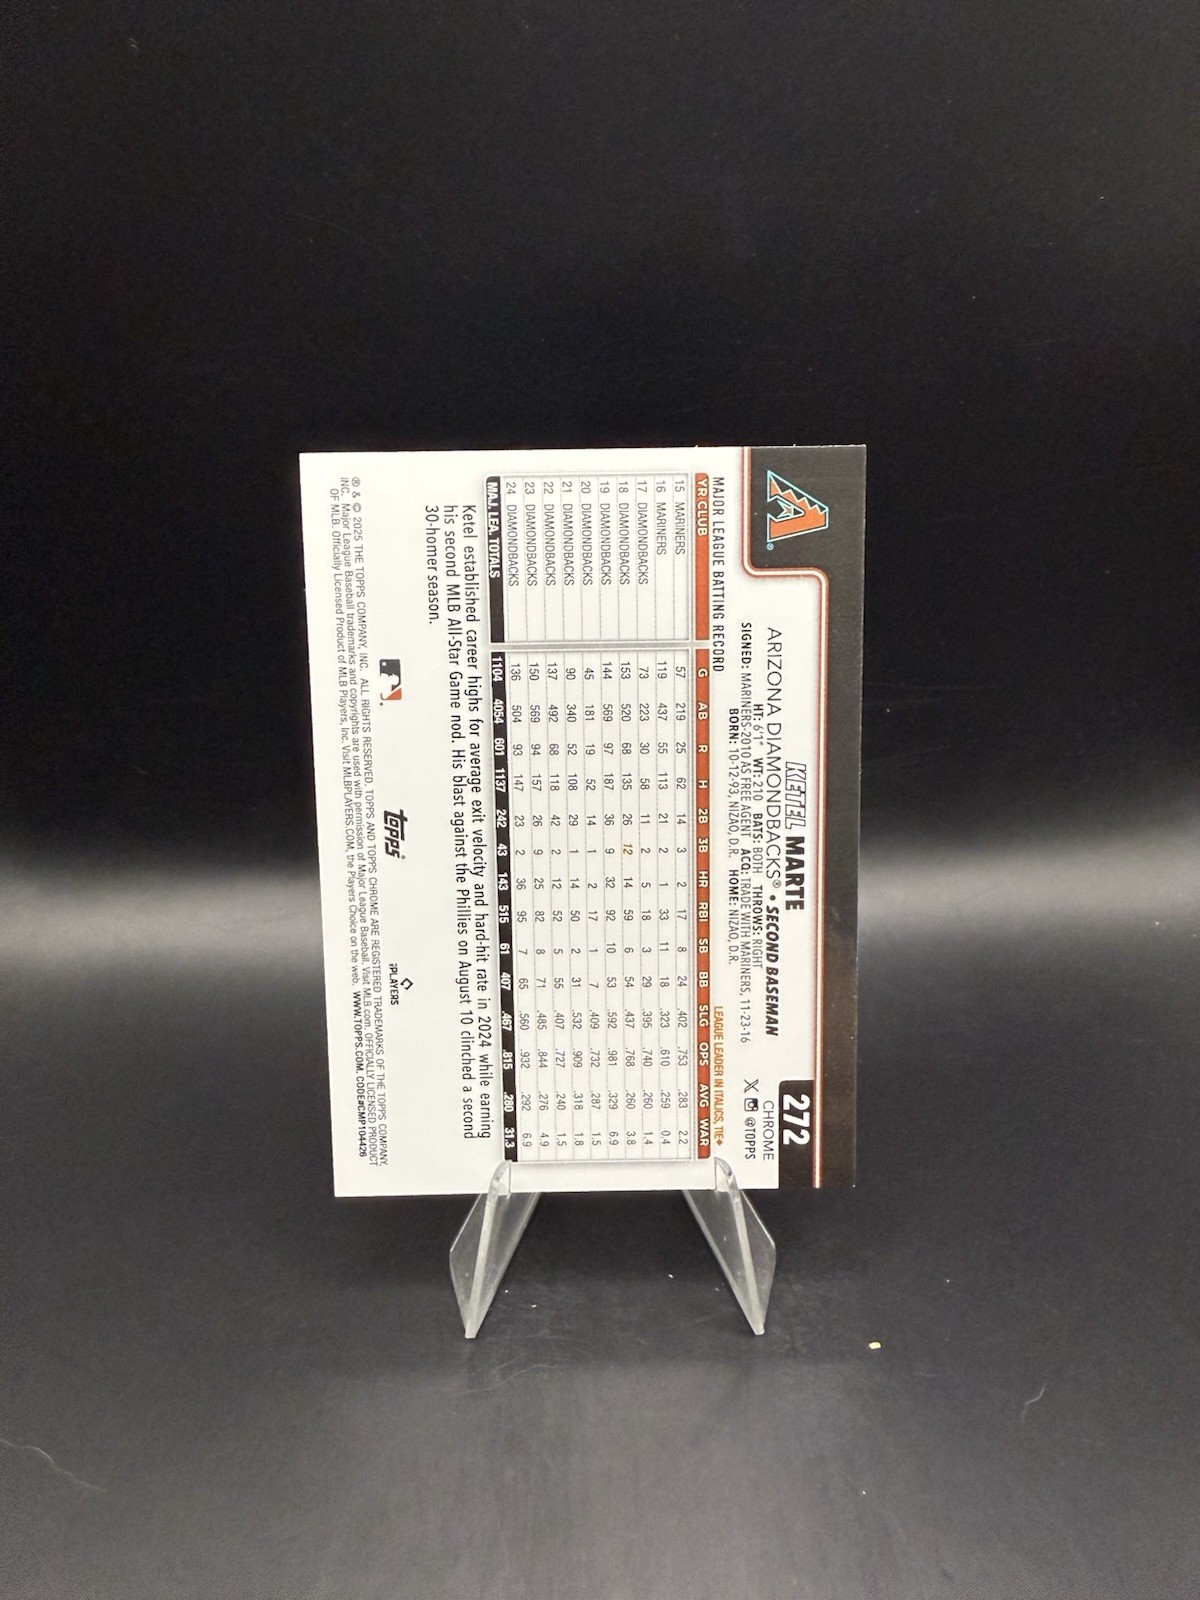 272
CHROME
X @TOPPS
KETEL MARTE
ARIZONA DIAMONDBACKS® • SECOND BASEMAN
HT: 6'1" WT: 210 BATS: BOTH THROWS: RIGHT
SIGNED: MARINERS-2010 AS FREE AGENT ACQ: TRADE WITH MARINERS, 11-23-16
BORN: 10-12-93, NIZAO, D.R. HOME: NIZAO, D.R.
A®
MAJOR LEAGUE BATTING RECORD LEAGUE LEADER IN ITALICS, TIE♦
YR CLUB G AB R H 2B 3B HR RBI SB BB SLG OPS AVG WAR
15 MARINERS 57 219 25 62 14 3 2 17 8 24 .402 .753 .283 2.2
16 MARINERS 119 437 55 113 21 2 1 33 11 18 .323 .610 .259 0.4
17 DIAMONDBACKS 73 223 30 58 11 2 5 18 3 29 .395 .740 .260 1.4
18 DIAMONDBACKS 153 520 68 135 26 12 14 59 6 54 .437 .768 .260 3.8
19 DIAMONDBACKS 144 569 97 187 36 9 32 92 10 53 .592 .981 .329 6.9
20 DIAMONDBACKS 45 181 19 52 14 1 2 17 1 7 .409 .732 .287 1.5
21 DIAMONDBACKS 90 340 52 108 29 1 14 50 2 31 .532 .909 .318 1.8
22 DIAMONDBACKS 137 492 68 118 42 2 12 52 5 55 .407 .727 .240 1.5
23 DIAMONDBACKS 150 569 94 157 26 9 25 82 8 71 .485 .844 .276 4.9
24 DIAMONDBACKS 136 504 93 147 23 2 36 95 7 65 .560 .932 .292 6.9
MAJ. LEA. TOTALS 1104 4054 601 1137 242 43 143 515 61 407 .467 .815 .280 31.3
Ketel established career highs for average exit velocity and hard-hit rate in 2024 while earning
his second MLB All-Star Game nod. His blast against the Phillies on August 10 clinched a second
30-homer season.
topps®
PLAYERS
® & © 2025 THE TOPPS COMPANY, INC. ALL RIGHTS RESERVED. TOPPS AND TOPPS CHROME ARE REGISTERED TRADEMARKS OF THE TOPPS COMPANY,
INC. Major League Baseball trademarks and copyrights are used with permission of Major League Baseball. Visit MLB.com. OFFICIALLY LICENSED PRODUCT
OF MLB. Officially Licensed Product of MLB Players, Inc. Visit MLBPLAYERS.COM, the Players Choice on the web. WWW.TOPPS.COM. CODE#CMP104426